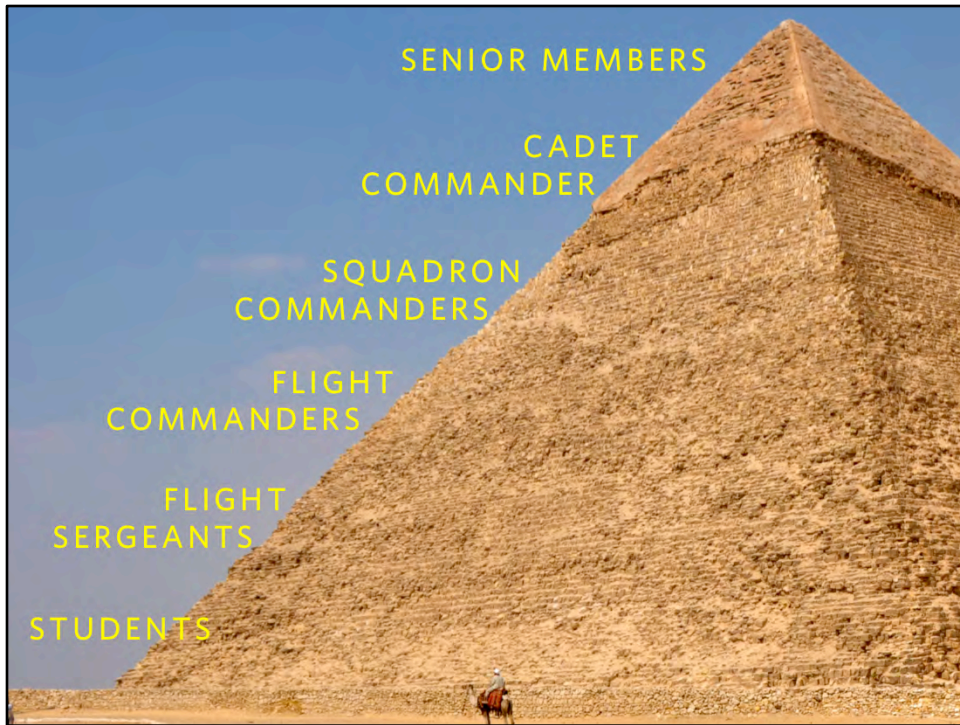 SENIOR MEMBERS
CADET
COMMANDER
SQUADRON
COMMANDERS
FLIGHT
COMMANDERS
FLIGHT
SERGEANTS
STUDENTS